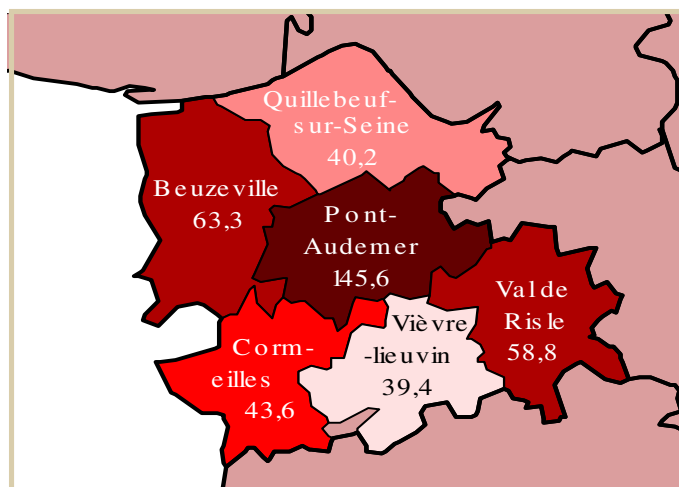 Quillebeuf-
sur-Seine
40,2
Beuzeville
63,3
Pont-
Audemer
145,6
Val de
Risle
58,8
Vièvre
-lieuvin
39,4
Corm-
eilles
43,6